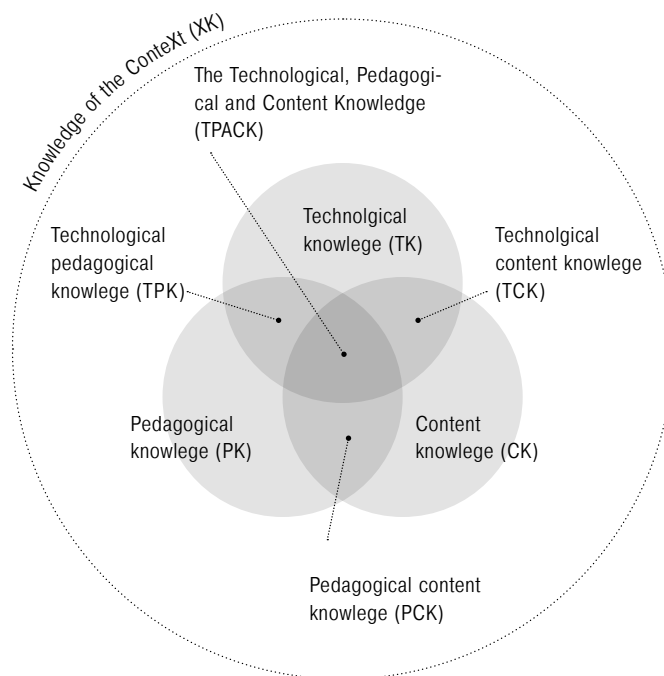 Knowledge of the ConteXt (XK)
The Technological, Pedagogi-
cal and Content Knowledge
(TPACK)
Technolgical
knowlege (TK)
Technological
pedagogical
knowlege (TPK)
Technolgical
content knowlege
(TCK)
Pedagogical
knowlege (PK)
Content
knowlege (CK)
Pedagogical content
knowlege (PCK)